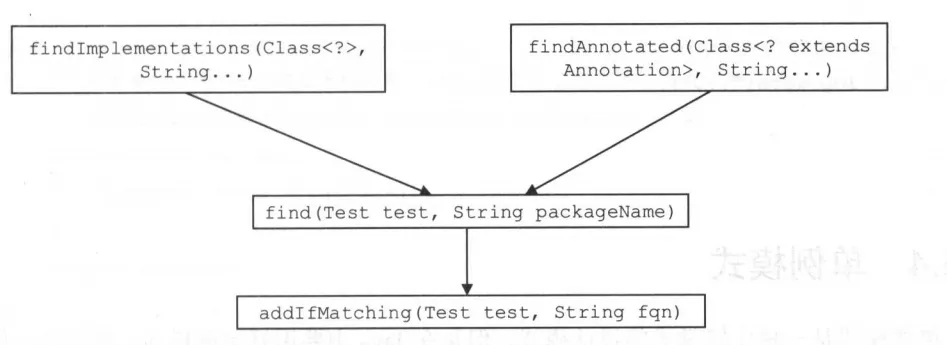 findImplementations(Class<?>,
String...)
findAnnotated(Class<? extends
Annotation>, String...)
find(Test test, String packageName)
addIfMatching(Test test, String fqn)